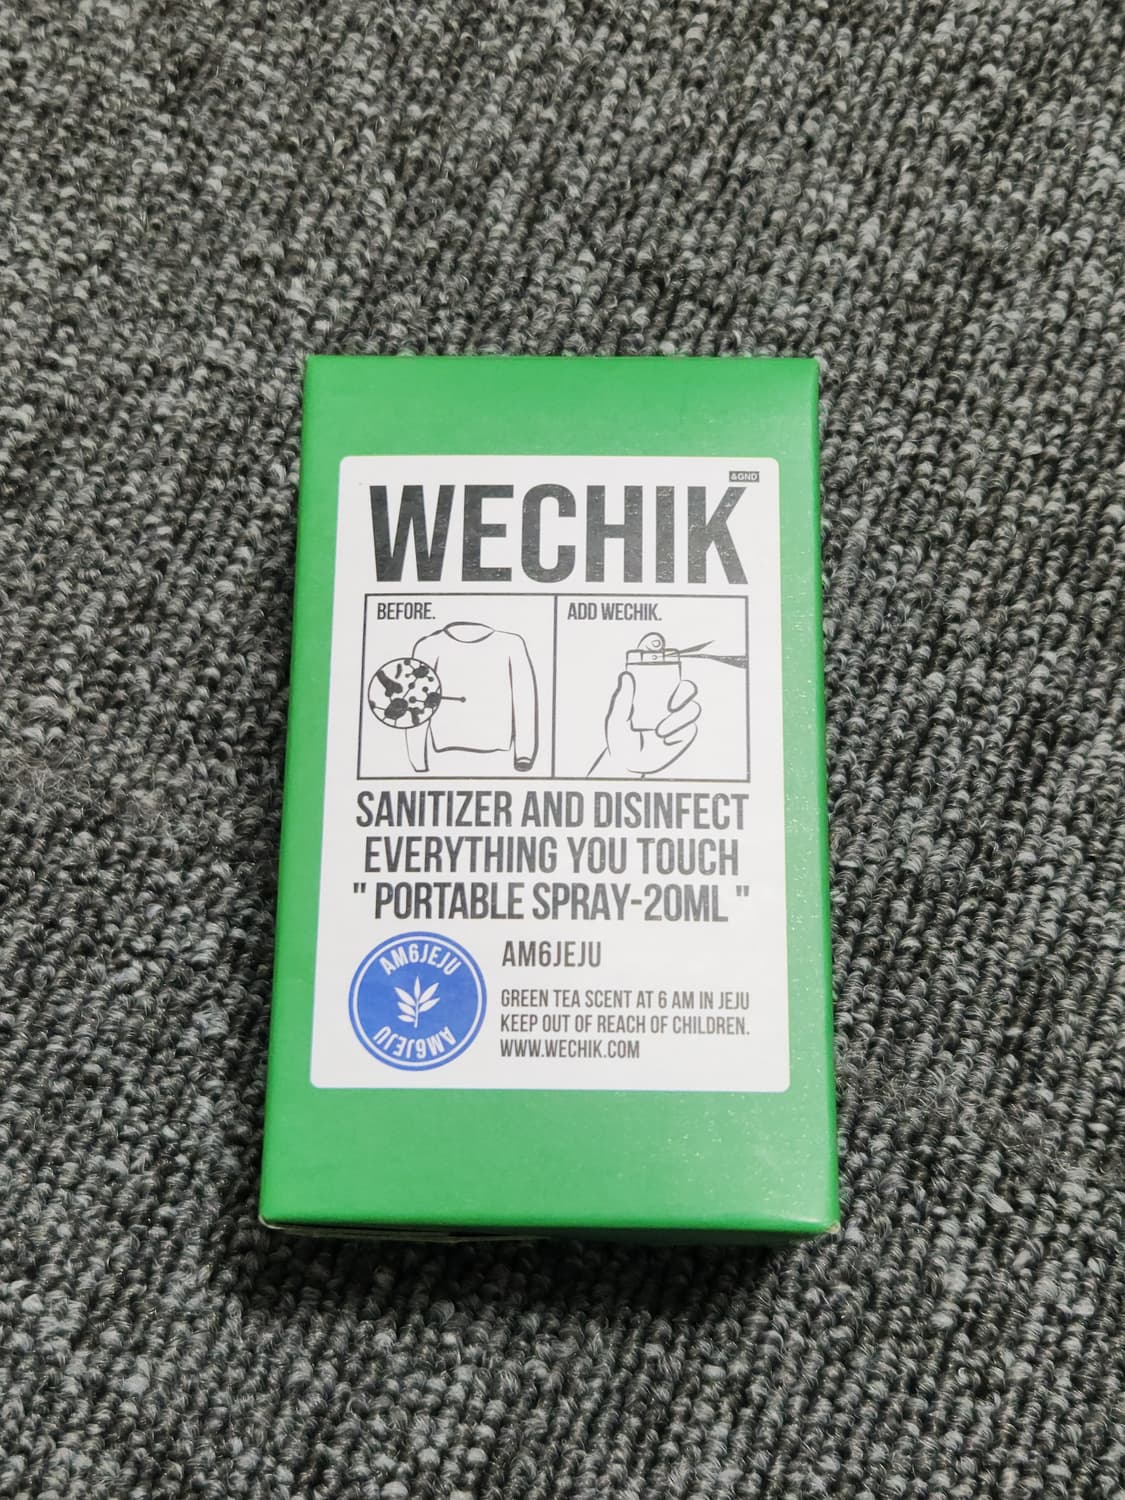 &GND
WECHIK
BEFORE.
ADD WECHIK.
SANITIZER AND DISINFECT
EVERYTHING YOU TOUCH
" PORTABLE SPRAY-20ML "
AM6JEJU
AM6JEJU
AM6JEJU
GREEN TEA SCENT AT 6 AM IN JEJU
KEEP OUT OF REACH OF CHILDREN.
WWW.WECHIK.COM